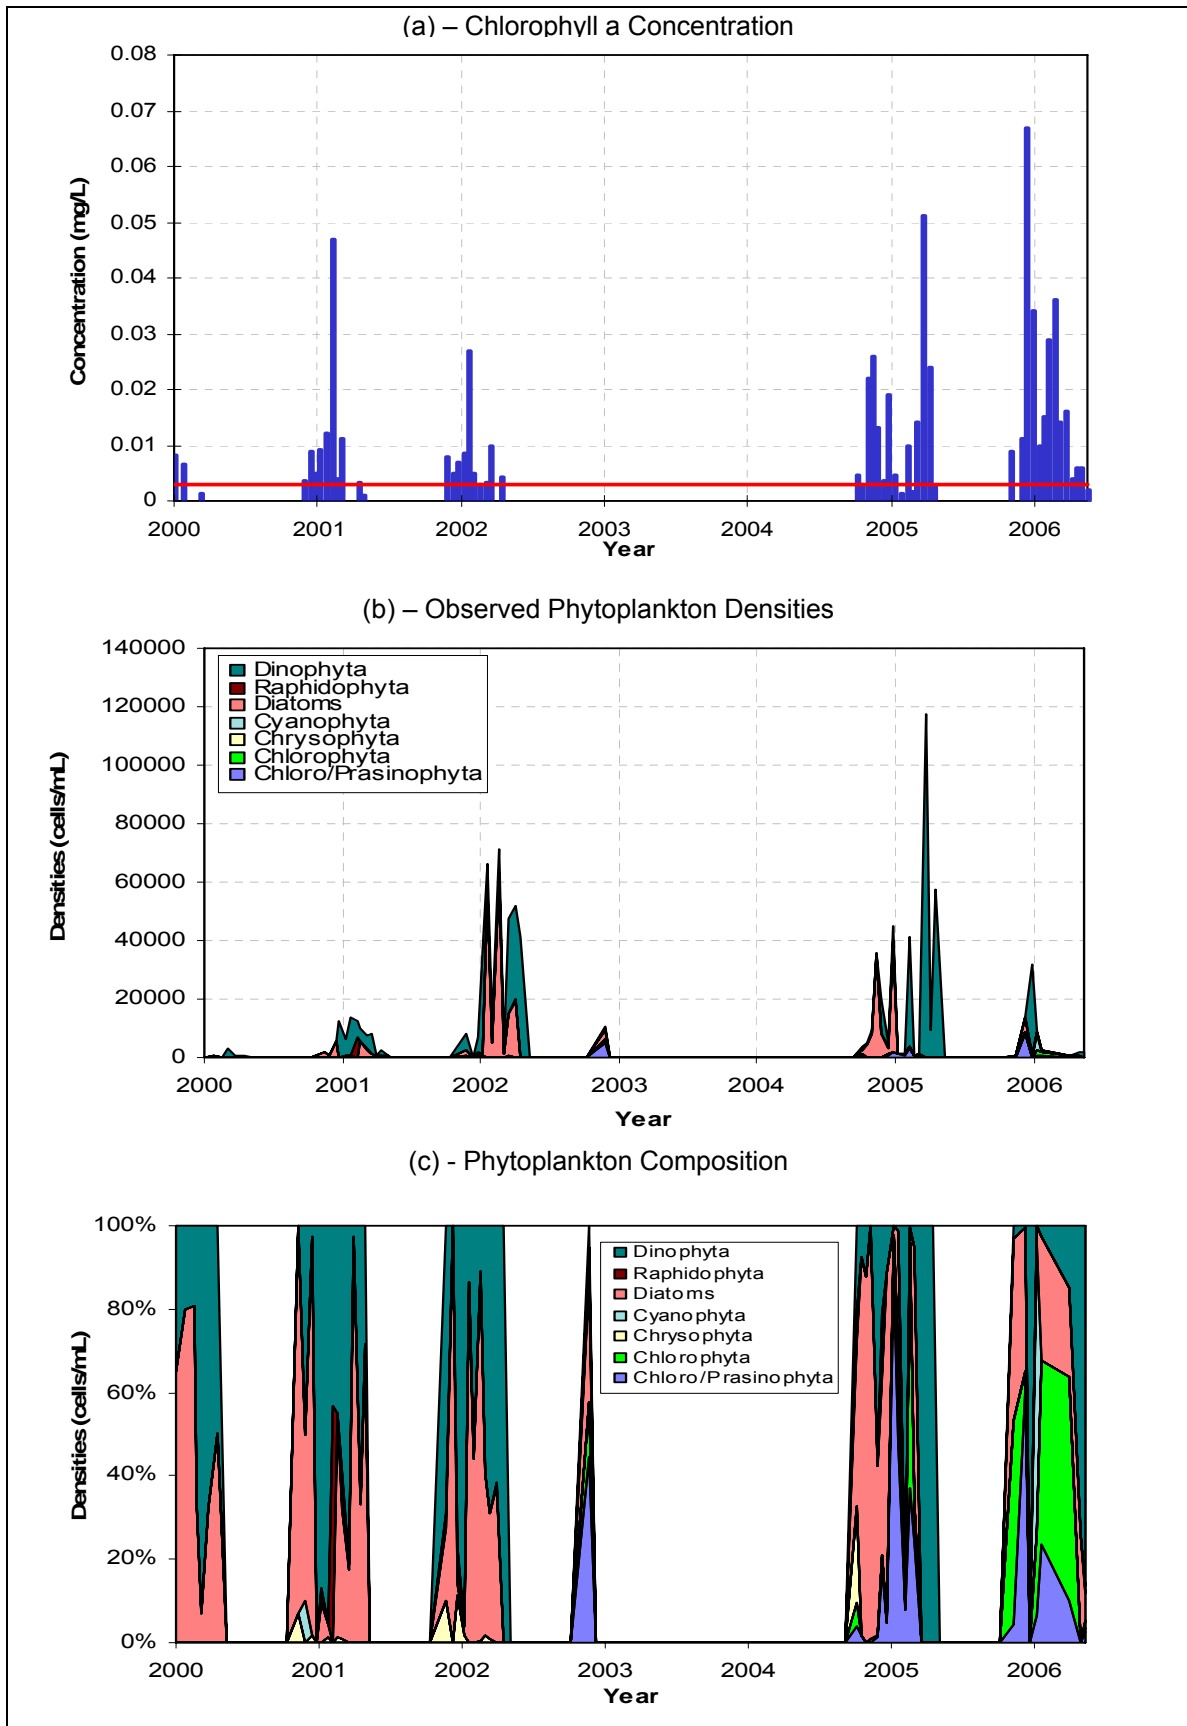 (a) – Chlorophyll a Concentration
0.08
0.07
0.06
0.05
0.04
0.03
0.02
0.01
0
Concentration (mg/L)
2000 2001 2002 2003 2004 2005 2006
Year
(b) – Observed Phytoplankton Densities
140000
120000
100000
80000
60000
40000
20000
0
Densities (cells/mL)
Dinophyta
Raphidophyta
Diatoms
Cyanophyta
Chrysophyta
Chlorophyta
Chloro/Prasinophyta
2000 2001 2002 2003 2004 2005 2006
Year
(c) - Phytoplankton Composition
100%
80%
60%
40%
20%
0%
Densities (cells/mL)
Dinophyta
Raphidophyta
Diatoms
Cyanophyta
Chrysophyta
Chlorophyta
Chloro/Prasinophyta
2000 2001 2002 2003 2004 2005 2006
Year